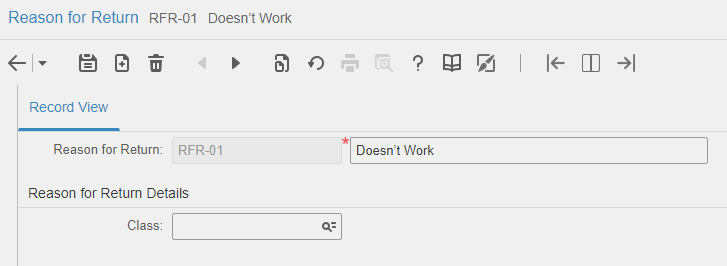 Reason for Return RFR-01 Doesn't Work
Record View
Reason for Return: RFR-01 * Doesn't Work
Reason for Return Details
Class: